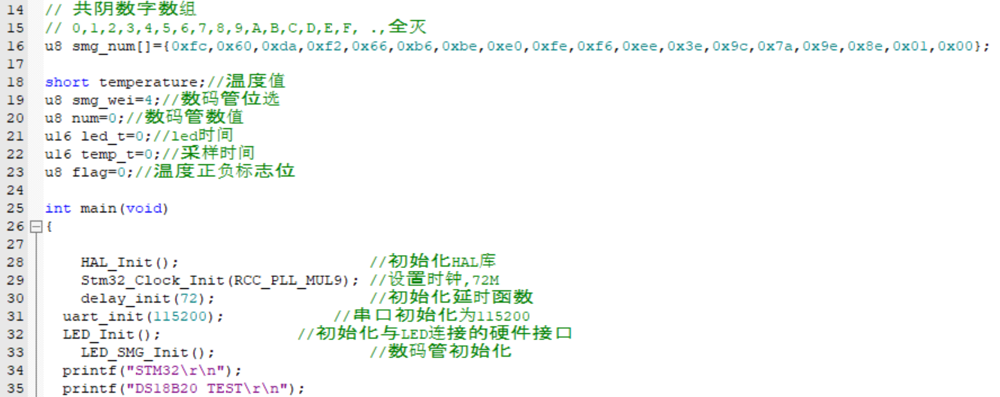 14 // 共阴数字数组
15 // 0,1,2,3,4,5,6,7,8,9,A,B,C,D,E,F, .,全灭
16 u8 smg_num[]={0xfc,0x60,0xda,0xf2,0x66,0xb6,0xbe,0xe0,0xfe,0xf6,0xee,0x3e,0x9c,0x7a,0x9e,0x8e,0x01,0x00};
17
18 short temperature;//温度值
19 u8 smg_wei=4;//数码管位选
20 u8 num=0;//数码管数值
21 u16 led_t=0;//led时间
22 u16 temp_t=0;//采样时间
23 u8 flag=0;//温度正负标志位
24
25 int main(void)
26 {
27
28 HAL_Init(); //初始化HAL库
29 Stm32_Clock_Init(RCC_PLL_MUL9); //设置时钟,72M
30 delay_init(72); //初始化延时函数
31 uart_init(115200); //串口初始化为115200
32 LED_Init(); //初始化与LED连接的硬件接口
33 LED_SMG_Init(); //数码管初始化
34 printf("STM32\r\n");
35 printf("DS18B20 TEST\r\n");